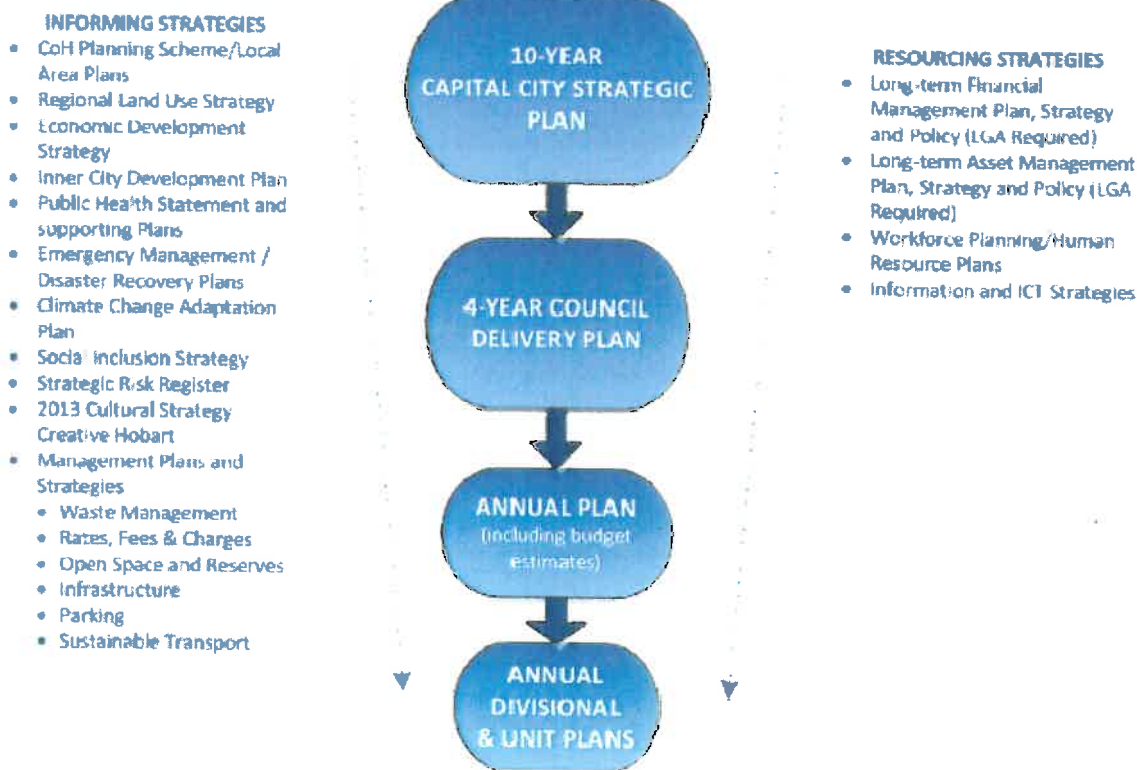 INFORMING STRATEGIES
• CoH Planning Scheme/Local
Area Plans
• Regional Land Use Strategy
• Economic Development
Strategy
• Inner City Development Plan
• Public Health Statement and
supporting Plans
• Emergency Management /
Disaster Recovery Plans
• Climate Change Adaptation
Plan
• Social Inclusion Strategy
• Strategic Risk Register
• 2013 Cultural Strategy
Creative Hobart
• Management Plans and
Strategies
• Waste Management
• Rates, Fees & Charges
• Open Space and Reserves
• Infrastructure
• Parking
• Sustainable Transport
10-YEAR
CAPITAL CITY STRATEGIC
PLAN
4-YEAR COUNCIL
DELIVERY PLAN
ANNUAL PLAN
(including budget
estimates)
ANNUAL
DIVISIONAL
& UNIT PLANS
RESOURCING STRATEGIES
• Long-term Financial
Management Plan, Strategy
and Policy (LGA Required)
• Long-term Asset Management
Plan, Strategy and Policy (LGA
Required)
• Workforce Planning/Human
Resource Plans
• Information and ICT Strategies